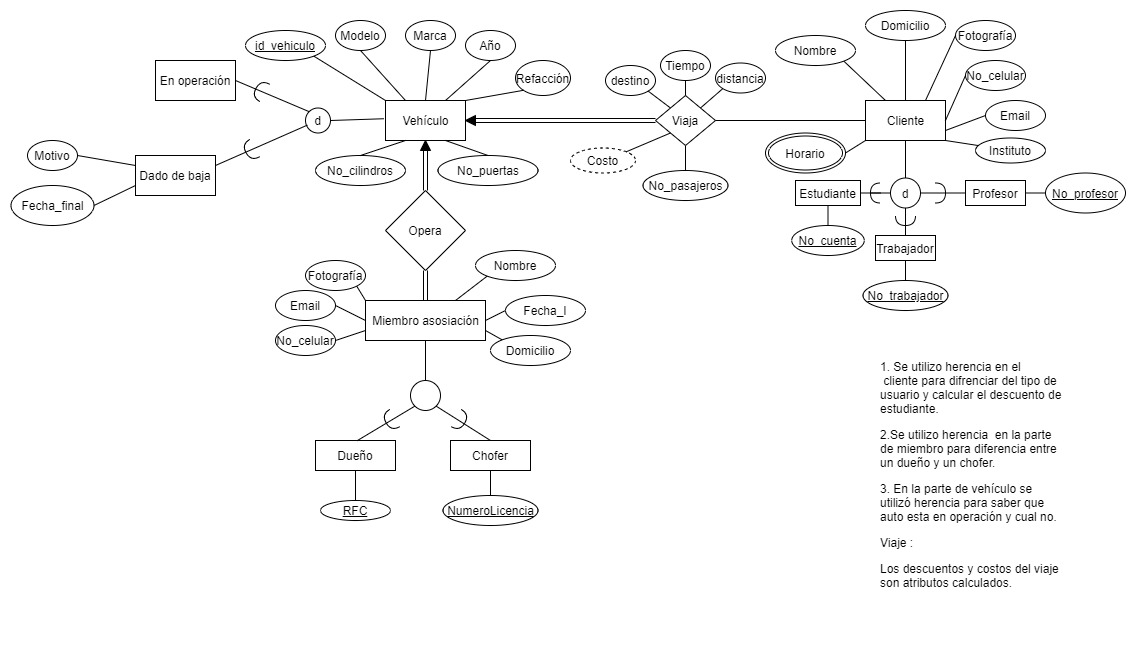 Domicilio
Modelo
Marca
Fotografía
id_vehiculo
Año
Nombre
Tiempo
No_celular
En operación
Refacción
destino
distancia
d
Vehículo
Viaja
Cliente
Email
Motivo
Horario
Instituto
Costo
Dado de baja
No_cilindros
No_puertas
No_pasajeros
Estudiante
d
Profesor
No_profesor
Fecha_final
Opera
No_cuenta
Trabajador
Nombre
Fotografía
No_trabajador
Email
Fecha_I
Miembro asosiación
No_celular
Domicilio
1. Se utilizo herencia en el
cliente para difrenciar del tipo de
usuario y calcular el descuento de
estudiante.
2.Se utilizo herencia en la parte
de miembro para diferencia entre
un dueño y un chofer.
Dueño
Chofer
3. En la parte de vehículo se
utilizó herencia para saber que
auto esta en operación y cual no.
RFC
NumeroLicencia
Viaje :
Los descuentos y costos del viaje
son atributos calculados.